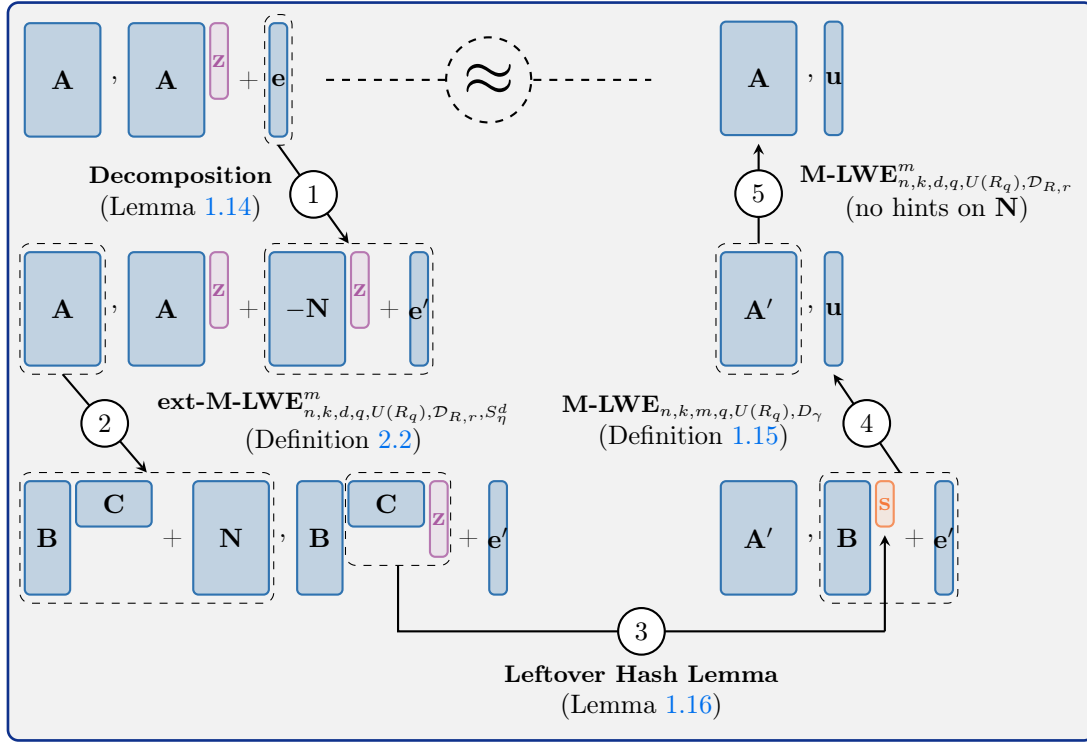 A , A z + e ≈ A , u
Decomposition
(Lemma 1.14)
1
5
M-LWE^m_{n,k,d,q,U(R_q),𝒟_{R,r}}
(no hints on N)
A , A z + −N z + e′
A′ , u
2
ext-M-LWE^m_{n,k,d,q,U(R_q),𝒟_{R,r},S_η^d}
(Definition 2.2)
M-LWE_{n,k,m,q,U(R_q),D_γ}
(Definition 1.15)
4
B C + N , B C z + e′
A′ , B s + e′
3
Leftover Hash Lemma
(Lemma 1.16)